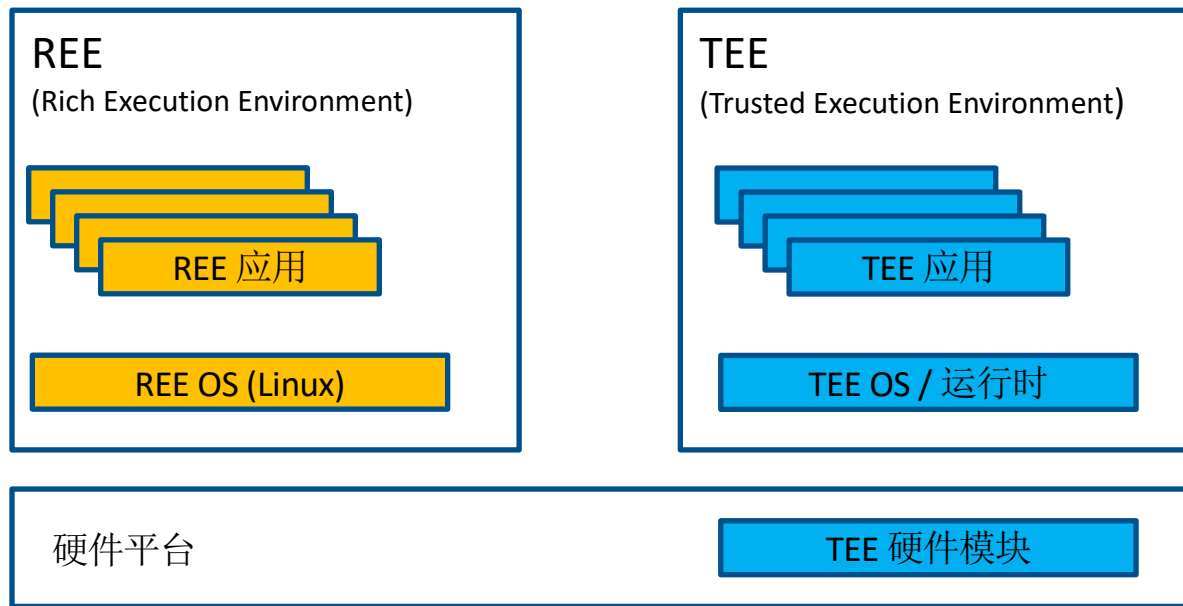 REE
(Rich Execution Environment)
REE 应用
REE OS (Linux)
TEE
(Trusted Execution Environment)
TEE 应用
TEE OS / 运行时
硬件平台
TEE 硬件模块